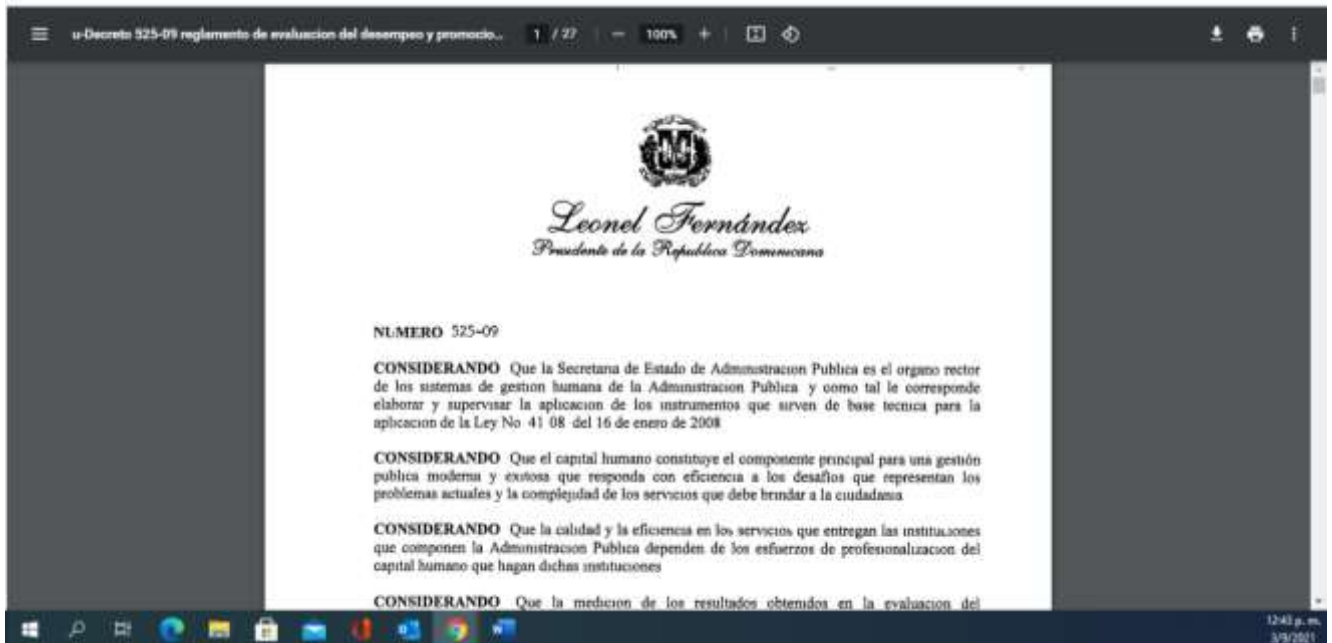 u-Decreto 525-09 reglamento de evaluacion del desempeo y promocio...
1 / 27
100%
Leonel Fernández
Presidente de la Republica Dominicana
NUMERO 525-09
CONSIDERANDO Que la Secretaria de Estado de Administracion Publica es el organo rector
de los sistemas de gestion humana de la Administracion Publica y como tal le corresponde
elaborar y supervisar la aplicacion de los instrumentos que sirven de base tecnica para la
aplicacion de la Ley No 41 08 del 16 de enero de 2008
CONSIDERANDO Que el capital humano constituye el componente principal para una gestión
publica moderna y exitosa que responda con eficiencia a los desafios que representan los
problemas actuales y la complejidad de los servicios que debe brindar a la ciudadania
CONSIDERANDO Que la calidad y la eficiencia en los servicios que entregan las instituciones
que componen la Administracion Publica dependen de los esfuerzos de profesionalizacion del
capital humano que hagan dichas instituciones
CONSIDERANDO Que la medicion de los resultados obtenidos en la evaluacion del
12:43 p. m.
3/9/2021